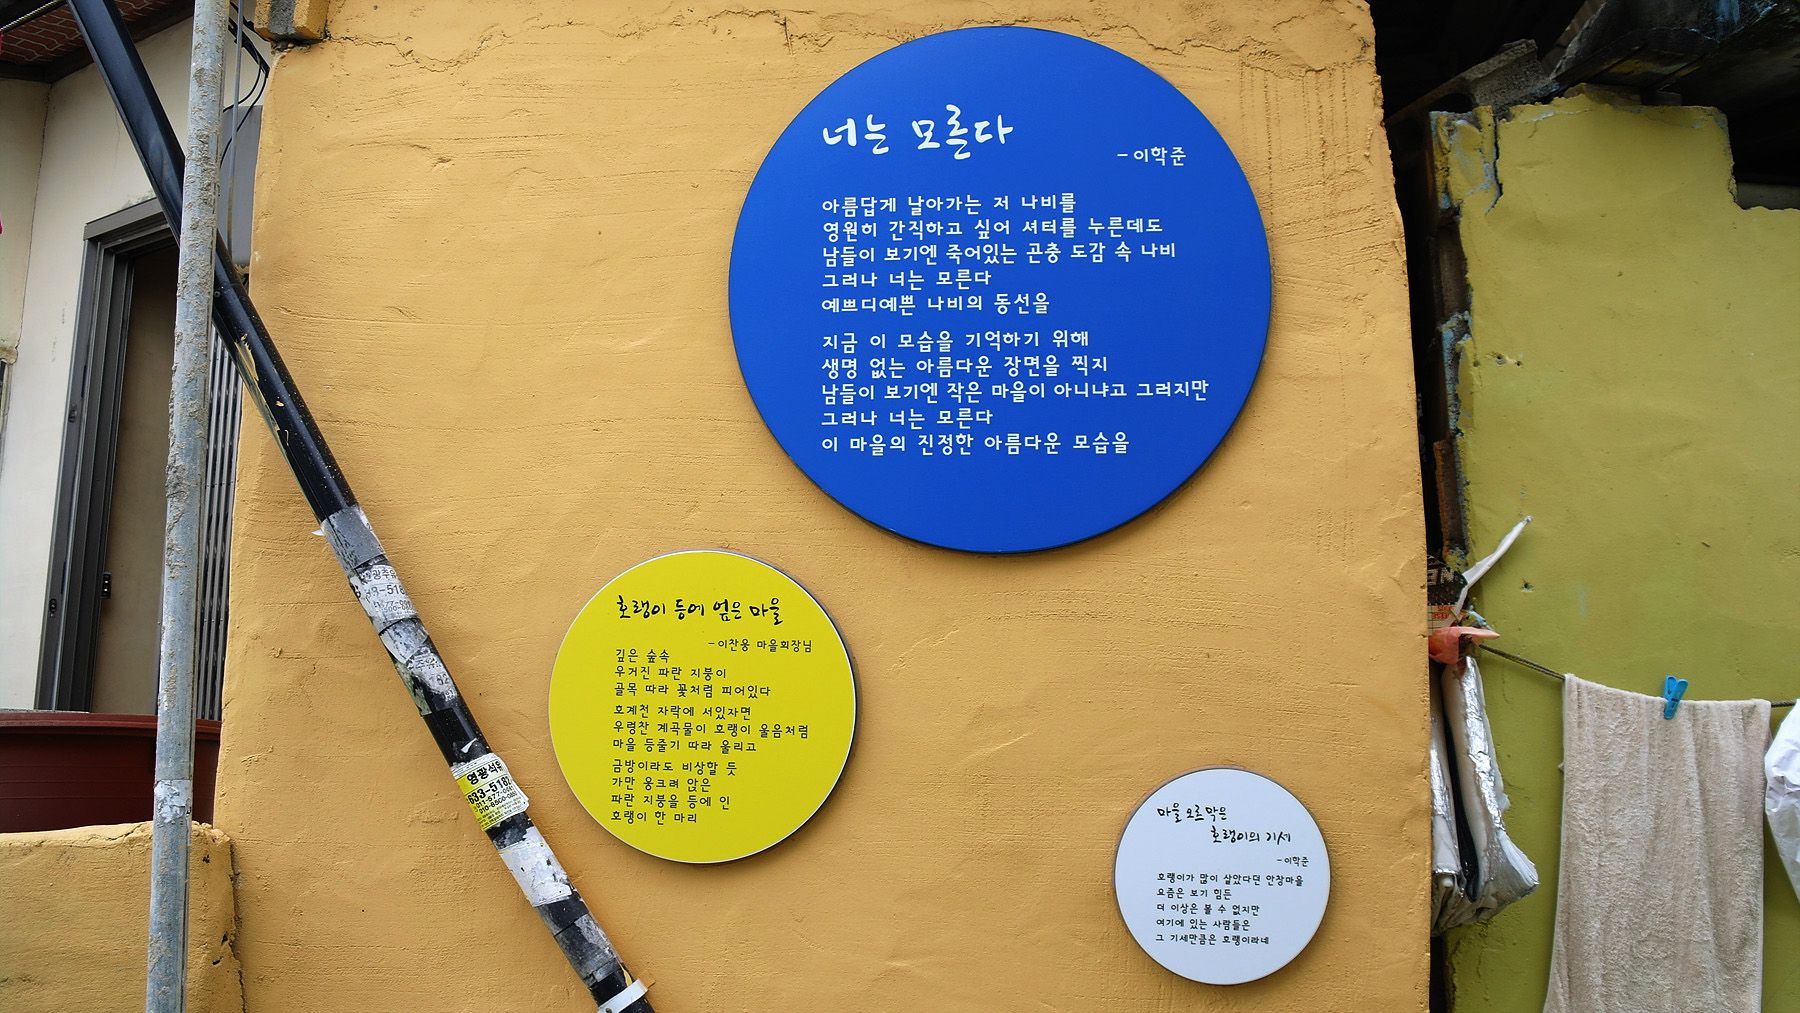 너는 모른다
- 이학준
아름답게 날아가는 저 나비를
영원히 간직하고 싶어 셔터를 누른데도
남들이 보기엔 죽어있는 곤충 도감 속 나비
그러나 너는 모른다
예쁘디예쁜 나비의 동선을
지금 이 모습을 기억하기 위해
생명 없는 아름다운 장면을 찍지
남들이 보기엔 작은 마을이 아니냐고 그러지만
그러나 너는 모른다
이 마을의 진정한 아름다운 모습을
호랭이 등에 업은 마을
- 이찬웅 마을회장님
깊은 숲속
우거진 파란 지붕이
골목 따라 꽃처럼 피어있다
호계천 자락에 서있자면
우렁찬 계곡물이 호랭이 울음처럼
마을 등줄기 따라 울리고
금방이라도 비상할 듯
가만 웅크려 앉은
파란 지붕을 등에 인
호랭이 한 마리
마을 오르막은
호랭이의 기세
- 이학준
호랭이가 많이 살았다던 안창마을
요즘은 보기 힘든
더 이상은 볼 수 없지만
여기에 있는 사람들은
그 기세만큼은 호랭이라네
영광석유
633-5182